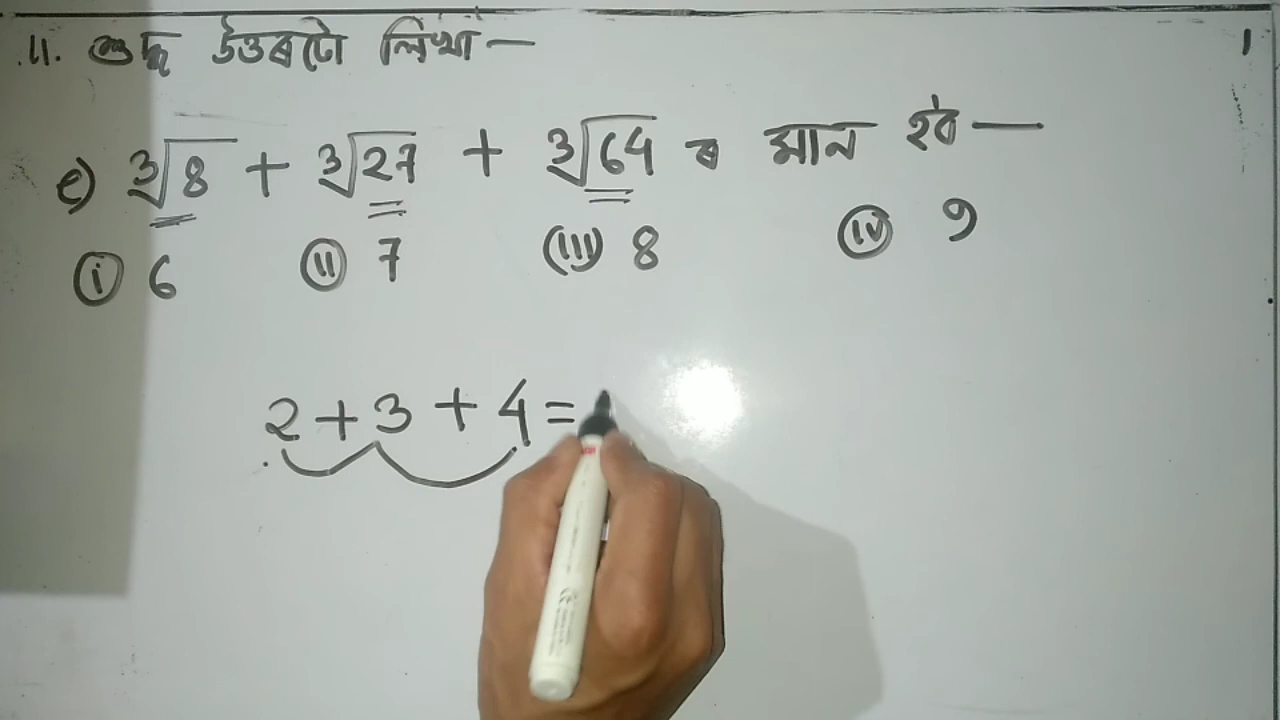 11. শুদ্ধ উত্তৰটো লিখা — 1
e) ∛8 + ∛27 + ∛64 ৰ মান হ'ব —
(i) 6 (ii) 7 (iii) 8 (iv) 9
2 + 3 + 4 =